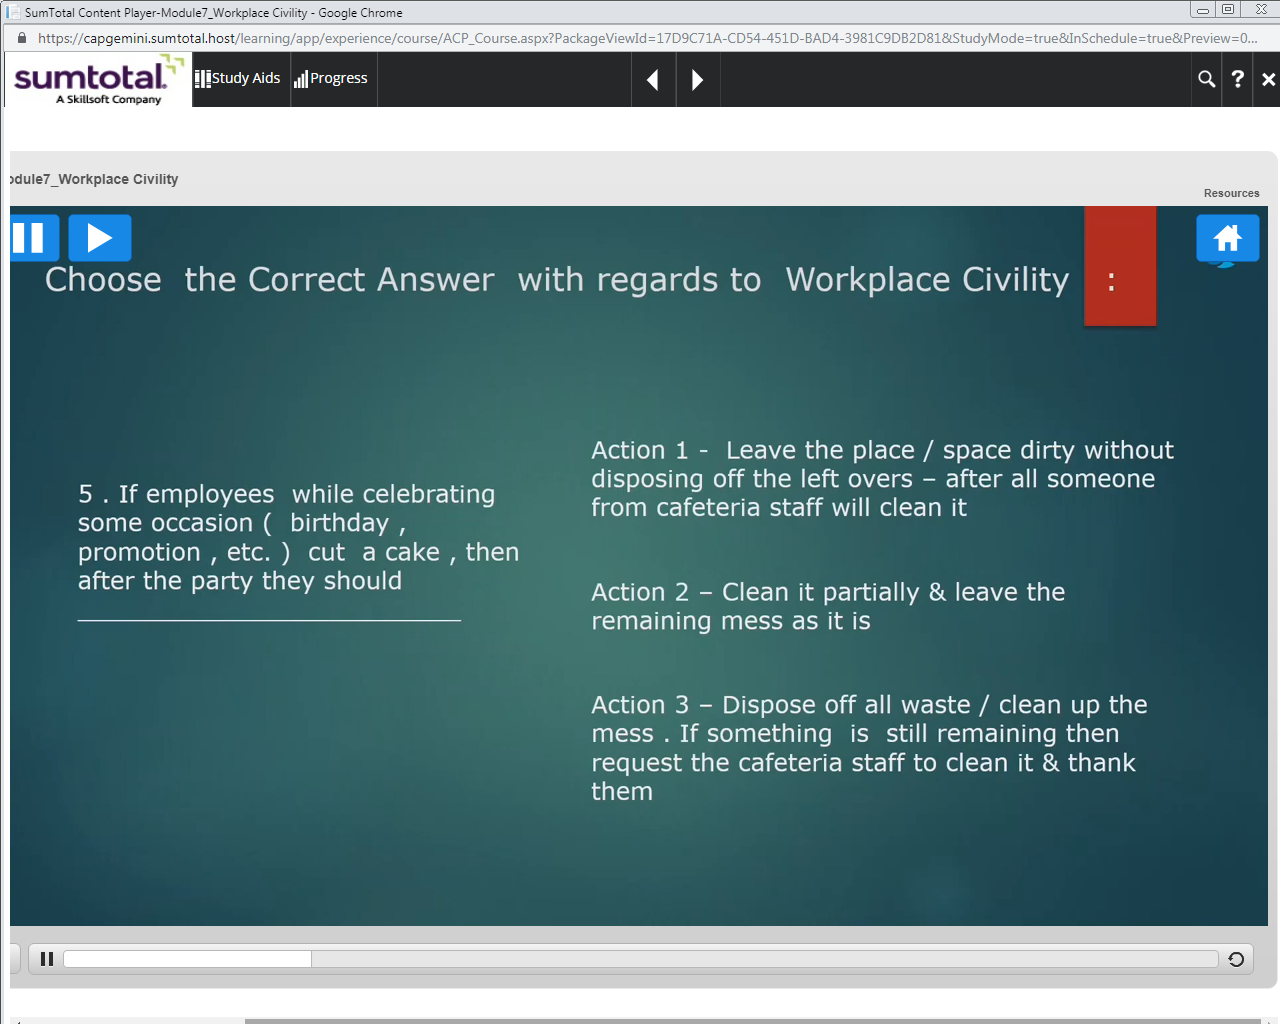 SumTotal Content Player-Module7_Workplace Civility - Google Chrome
https://capgemini.sumtotal.host/learning/app/experience/course/ACP_Course.aspx?PackageViewId=17D9C71A-CD54-451D-BAD4-3981C9DB2D81&StudyMode=true&InSchedule=true&Preview=0...
sumtotal.
A Skillsoft Company
Study Aids
Progress
?
odule7_Workplace Civility
Resources
Choose the Correct Answer with regards to Workplace Civility :
5 . If employees while celebrating
some occasion ( birthday ,
promotion , etc. ) cut a cake , then
after the party they should
____________________________
Action 1 - Leave the place / space dirty without
disposing off the left overs – after all someone
from cafeteria staff will clean it
Action 2 – Clean it partially & leave the
remaining mess as it is
Action 3 – Dispose off all waste / clean up the
mess . If something is still remaining then
request the cafeteria staff to clean it & thank
them